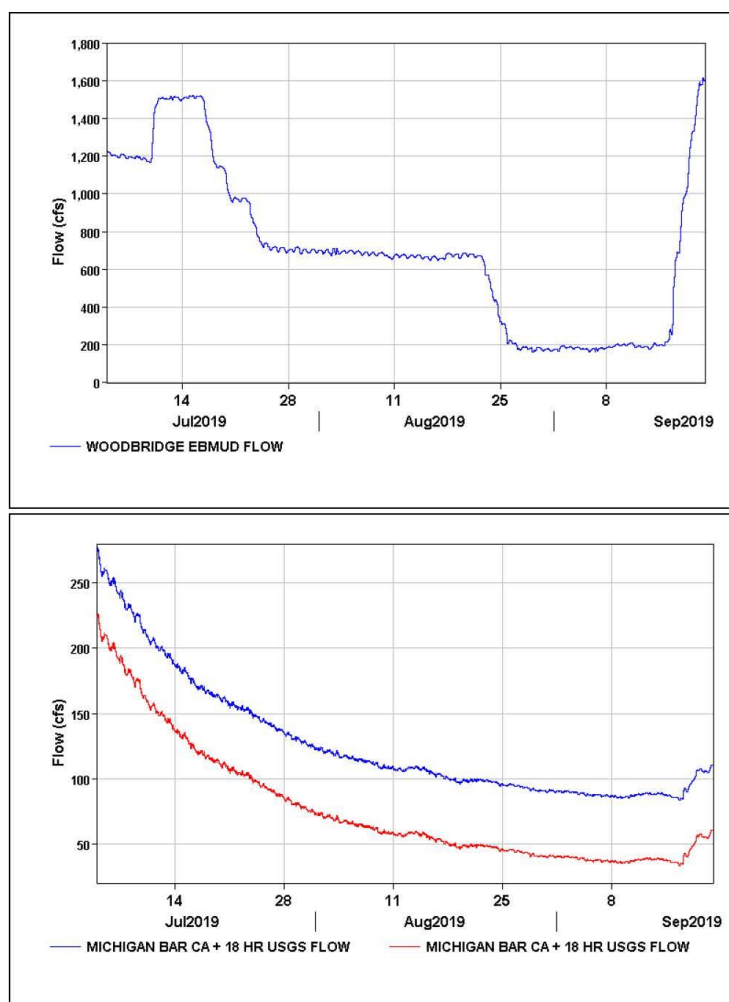 1,800
1,600
1,400
1,200
1,000
800
600
400
200
0
Flow (cfs)
14 28 11 25 8
Jul2019 | Aug2019 | Sep2019
WOODBRIDGE EBMUD FLOW
250
200
150
100
50
Flow (cfs)
14 28 11 25 8
Jul2019 | Aug2019 | Sep2019
MICHIGAN BAR CA + 18 HR USGS FLOW MICHIGAN BAR CA + 18 HR USGS FLOW